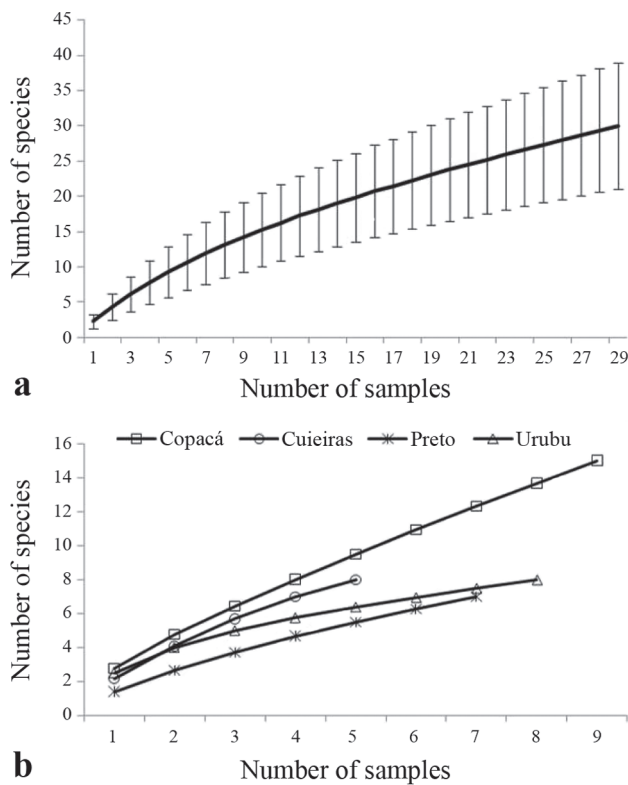 45
40
35
30
25
20
15
10
5
0
Number of species
1 3 5 7 9 11 13 15 17 19 21 23 25 27 29
a
Number of samples
Copacá Cuieiras Preto Urubu
16
14
12
10
8
6
4
2
0
Number of species
1 2 3 4 5 6 7 8 9
b
Number of samples